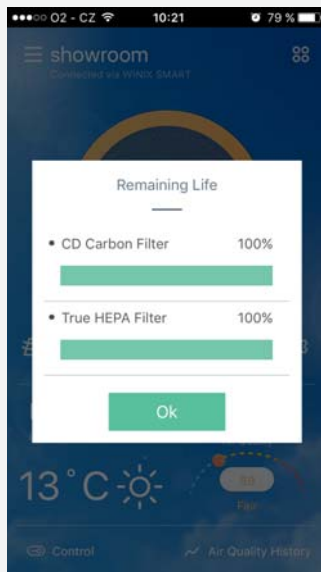 O2 - CZ 10:21 79 %
showroom
Connected via WINIX SMART
Remaining Life
• CD Carbon Filter 100%
• True HEPA Filter 100%
Ok
13°C
Fair
Control Air Quality History